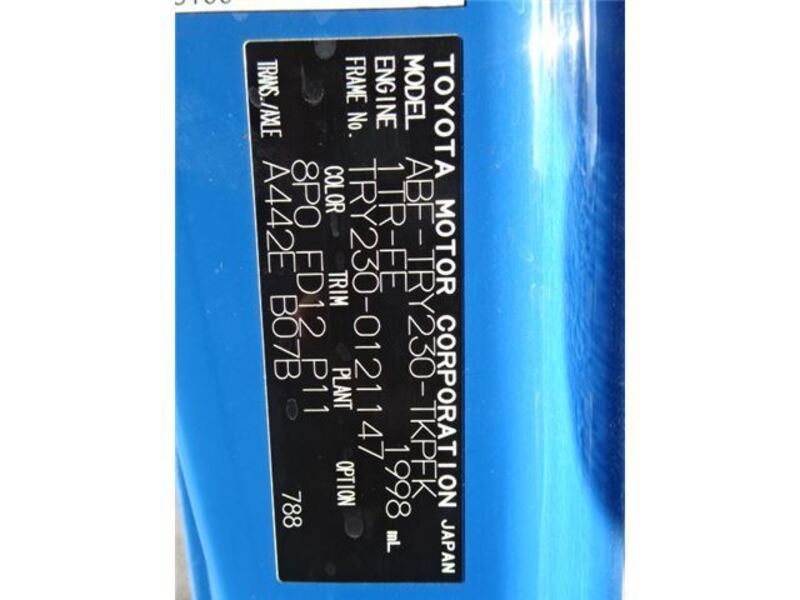 TOYOTA MOTOR CORPORATION JAPAN
MODEL ABF-TRY230-TKPFK
ENGINE 1TR-FE 1998 mL
FRAME No. TRY230-0121147
COLOR TRIM PLANT OPTION
8P0 FD12 P11
TRANS./AXLE A442E B07B 788